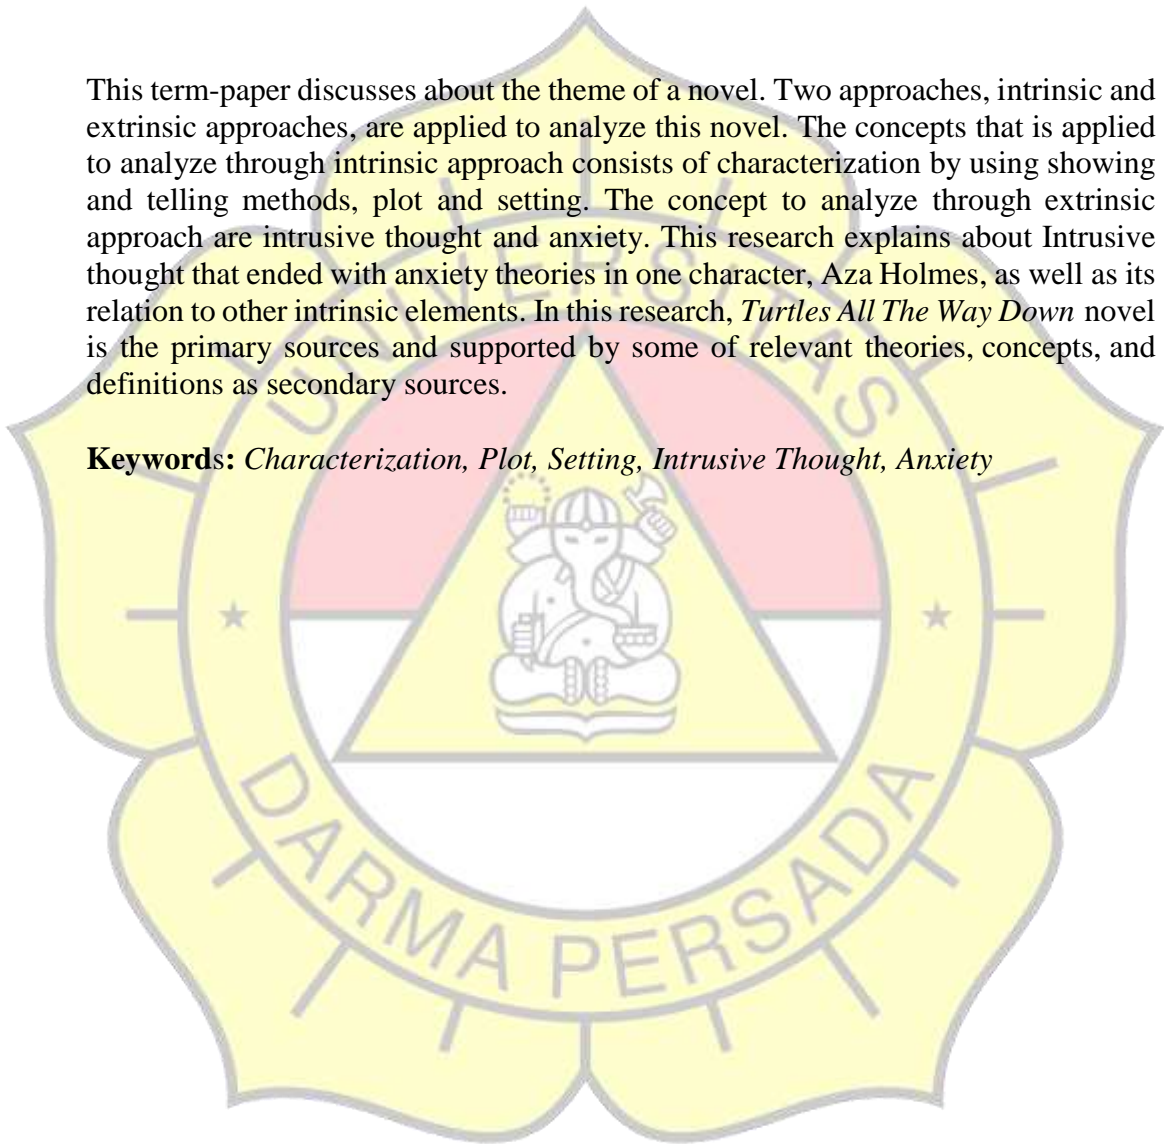 This term-paper discusses about the theme of a novel. Two approaches, intrinsic and
extrinsic approaches, are applied to analyze this novel. The concepts that is applied
to analyze through intrinsic approach consists of characterization by using showing
and telling methods, plot and setting. The concept to analyze through extrinsic
approach are intrusive thought and anxiety. This research explains about Intrusive
thought that ended with anxiety theories in one character, Aza Holmes, as well as its
relation to other intrinsic elements. In this research, Turtles All The Way Down novel
is the primary sources and supported by some of relevant theories, concepts, and
definitions as secondary sources.
Keywords: Characterization, Plot, Setting, Intrusive Thought, Anxiety
UNIVERSITAS
DARMA PERSADA